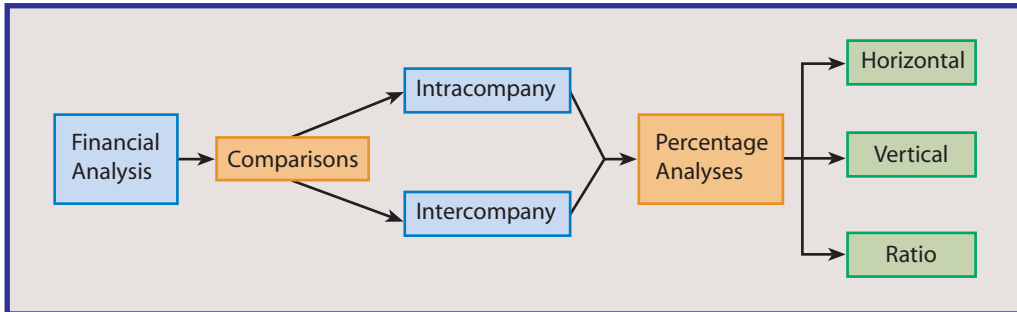 Financial
Analysis
Comparisons
Intracompany
Intercompany
Percentage
Analyses
Horizontal
Vertical
Ratio